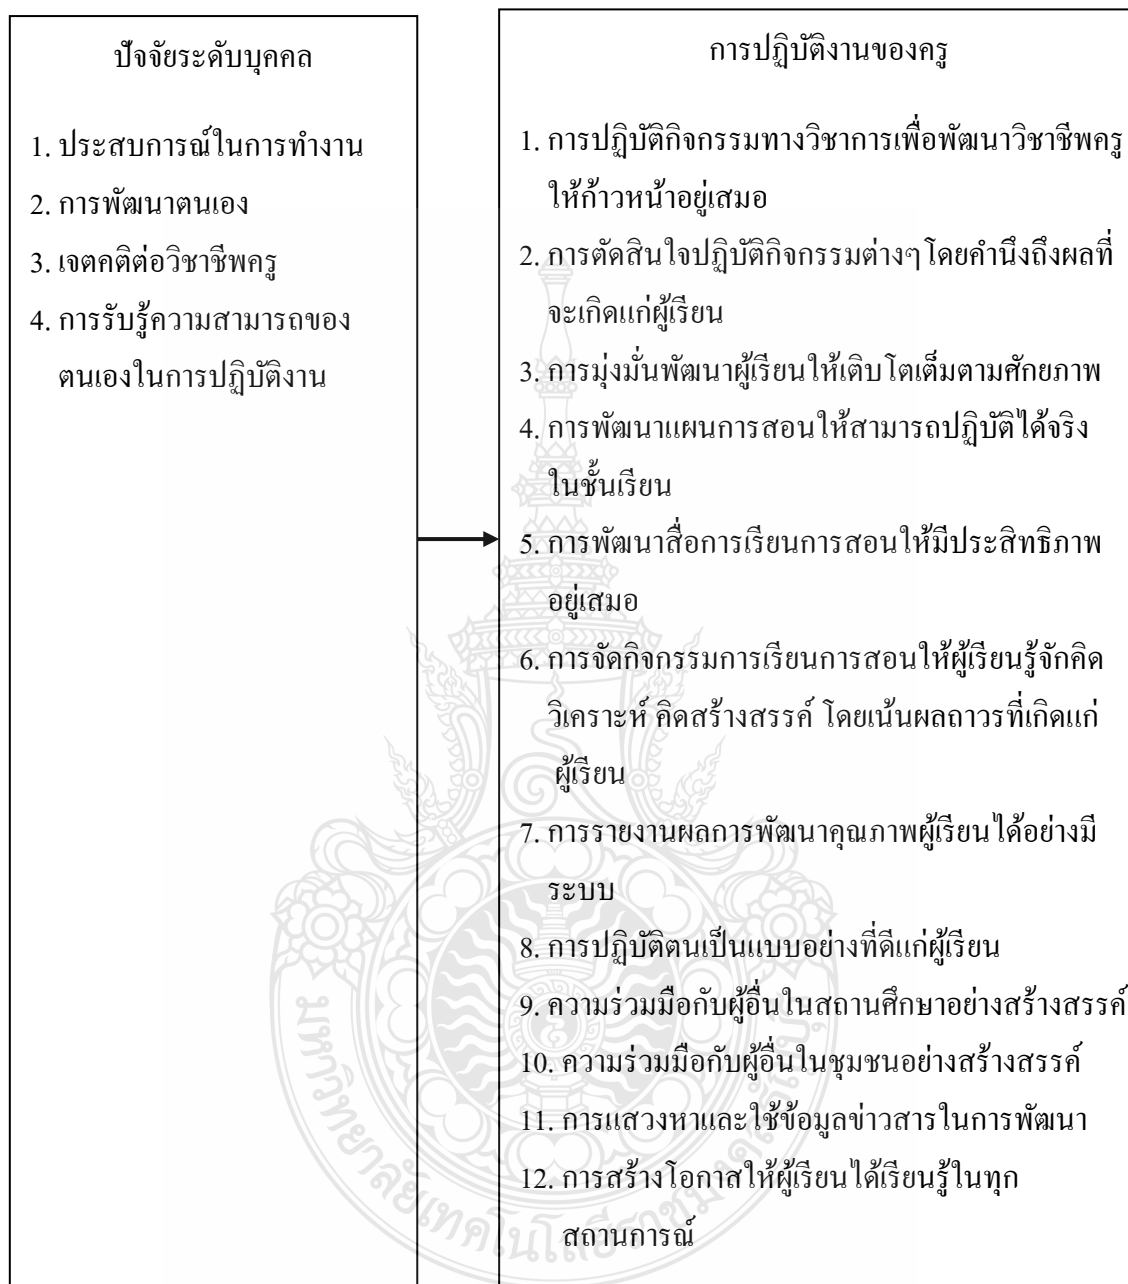 ปัจจัยระดับบุคคล
1. ประสบการณ์ในการทำงาน
2. การพัฒนาตนเอง
3. เจตคติต่อวิชาชีพครู
4. การรับรู้ความสามารถของ
ตนเองในการปฏิบัติงาน
การปฏิบัติงานของครู
1. การปฏิบัติกิจกรรมทางวิชาการเพื่อพัฒนาวิชาชีพครู
ให้ก้าวหน้าอยู่เสมอ
2. การตัดสินใจปฏิบัติกิจกรรมต่างๆ โดยคำนึงถึงผลที่
จะเกิดแก่ผู้เรียน
3. การมุ่งมั่นพัฒนาผู้เรียนให้เติบโตเต็มตามศักยภาพ
4. การพัฒนาแผนการสอนให้สามารถปฏิบัติได้จริง
ในชั้นเรียน
5. การพัฒนาสื่อการเรียนการสอนให้มีประสิทธิภาพ
อยู่เสมอ
6. การจัดกิจกรรมการเรียนการสอนให้ผู้เรียนรู้จักคิด
วิเคราะห์ คิดสร้างสรรค์ โดยเน้นผลถาวรที่เกิดแก่
ผู้เรียน
7. การรายงานผลการพัฒนาคุณภาพผู้เรียนได้อย่างมี
ระบบ
8. การปฏิบัติตนเป็นแบบอย่างที่ดีแก่ผู้เรียน
9. ความร่วมมือกับผู้อื่นในสถานศึกษาอย่างสร้างสรรค์
10. ความร่วมมือกับผู้อื่นในชุมชนอย่างสร้างสรรค์
11. การแสวงหาและใช้ข้อมูลข่าวสารในการพัฒนา
12. การสร้างโอกาสให้ผู้เรียนได้เรียนรู้ในทุก
สถานการณ์
มหาวิทยาลัยเทคโนโลยีราชมงคล